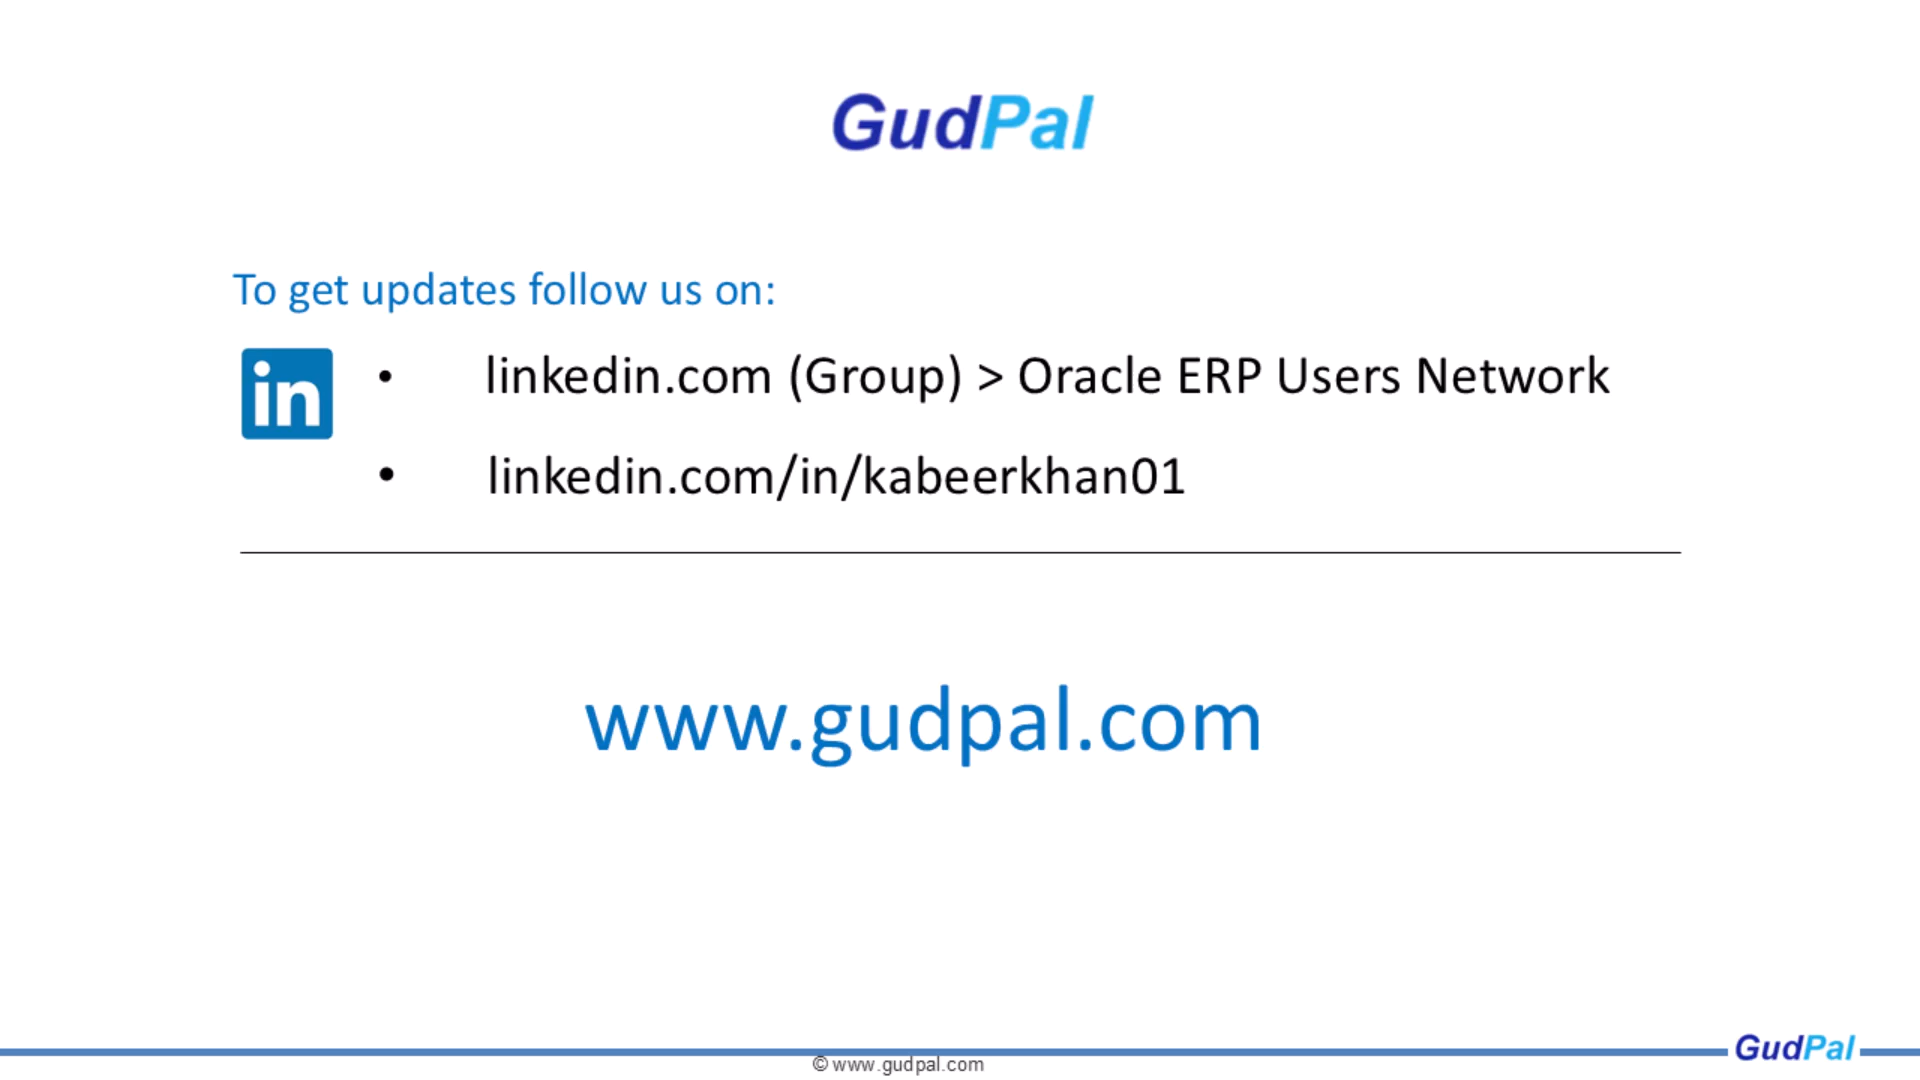 GudPal
To get updates follow us on:
in
• linkedin.com (Group) > Oracle ERP Users Network
• linkedin.com/in/kabeerkhan01
www.gudpal.com
GudPal
© www.gudpal.com